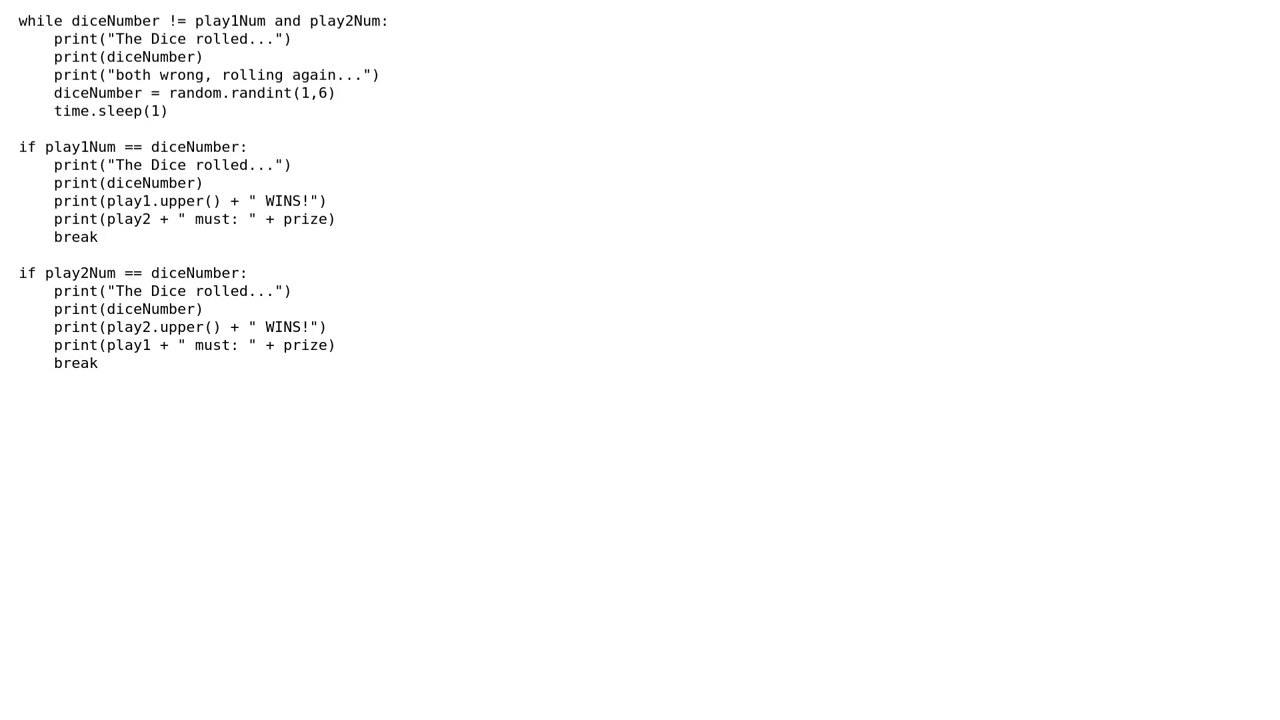 while diceNumber != play1Num and play2Num:
    print("The Dice rolled...")
    print(diceNumber)
    print("both wrong, rolling again...")
    diceNumber = random.randint(1,6)
    time.sleep(1)

if play1Num == diceNumber:
    print("The Dice rolled...")
    print(diceNumber)
    print(play1.upper() + " WINS!")
    print(play2 + " must: " + prize)
    break

if play2Num == diceNumber:
    print("The Dice rolled...")
    print(diceNumber)
    print(play2.upper() + " WINS!")
    print(play1 + " must: " + prize)
    break